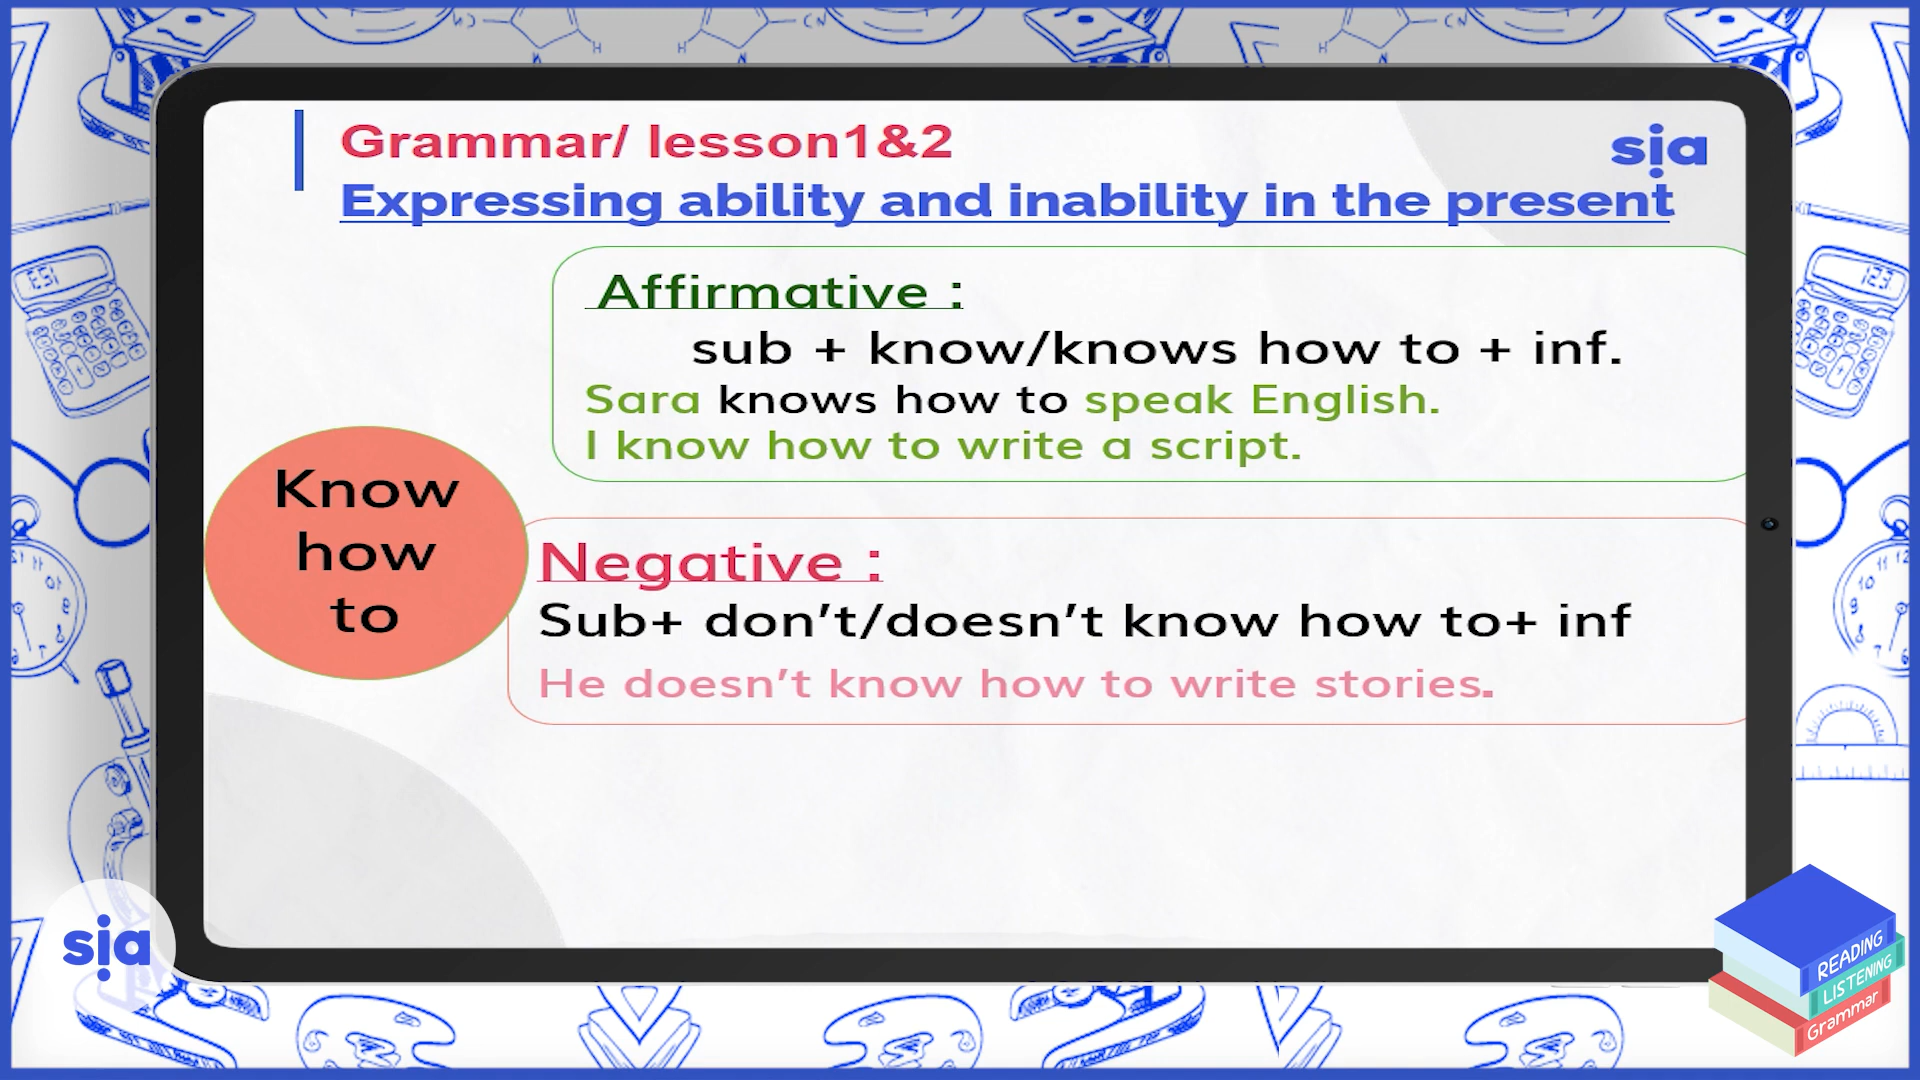 Grammar/ lesson1&2
sia
Expressing ability and inability in the present
Affirmative :
sub + know/knows how to + inf.
Sara knows how to speak English.
I know how to write a script.
Know
how
to
Negative :
Sub+ don't/doesn't know how to+ inf
He doesn't know how to write stories.
sia
READING
LISTENING
Grammar